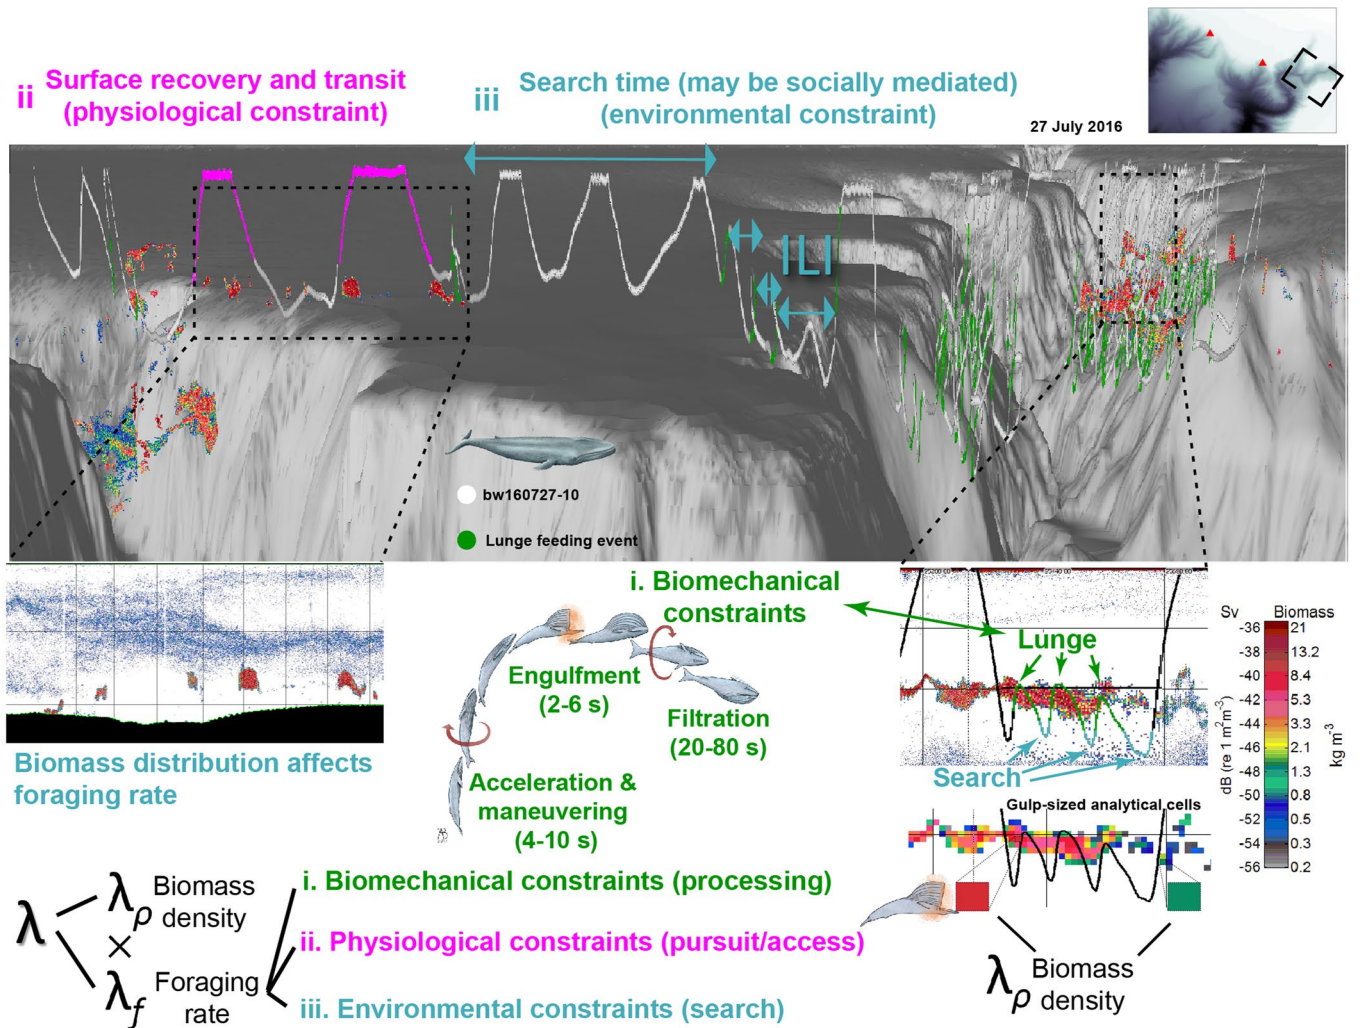 ii Surface recovery and transit
(physiological constraint)
iii Search time (may be socially mediated)
(environmental constraint)
27 July 2016
ILI
bw160727-10
Lunge feeding event
i. Biomechanical
constraints
Engulfment
(2-6 s)
Filtration
(20-80 s)
Acceleration &
maneuvering
(4-10 s)
Lunge
Search
Sv Biomass
-36 21
-38 13.2
-40 8.4
-42 5.3
-44 3.3
-46 2.1
-48 1.3
-50 0.8
-52 0.5
-54 0.3
-56 0.2
dB (re 1 m²m⁻³)
kg m⁻³
Biomass distribution affects
foraging rate
Gulp-sized analytical cells
λ
λρ Biomass
density
×
λf Foraging
rate
i. Biomechanical constraints (processing)
ii. Physiological constraints (pursuit/access)
iii. Environmental constraints (search)
λρ Biomass
density